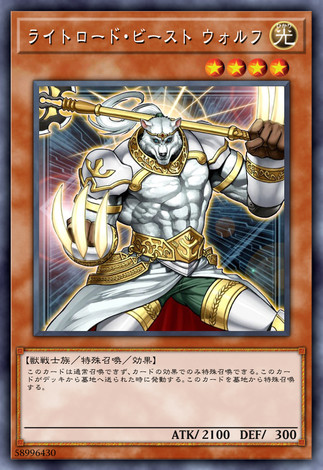 ライトロード・ビースト ウォルフ
光
【獣戦士族／特殊召喚／効果】
このカードは通常召喚できず、カードの効果でのみ特殊召喚できる。このカー
ドがデッキから墓地へ送られた時に発動する。このカードを墓地から特殊召喚
する。
ATK/ 2100 DEF/ 300
58996430